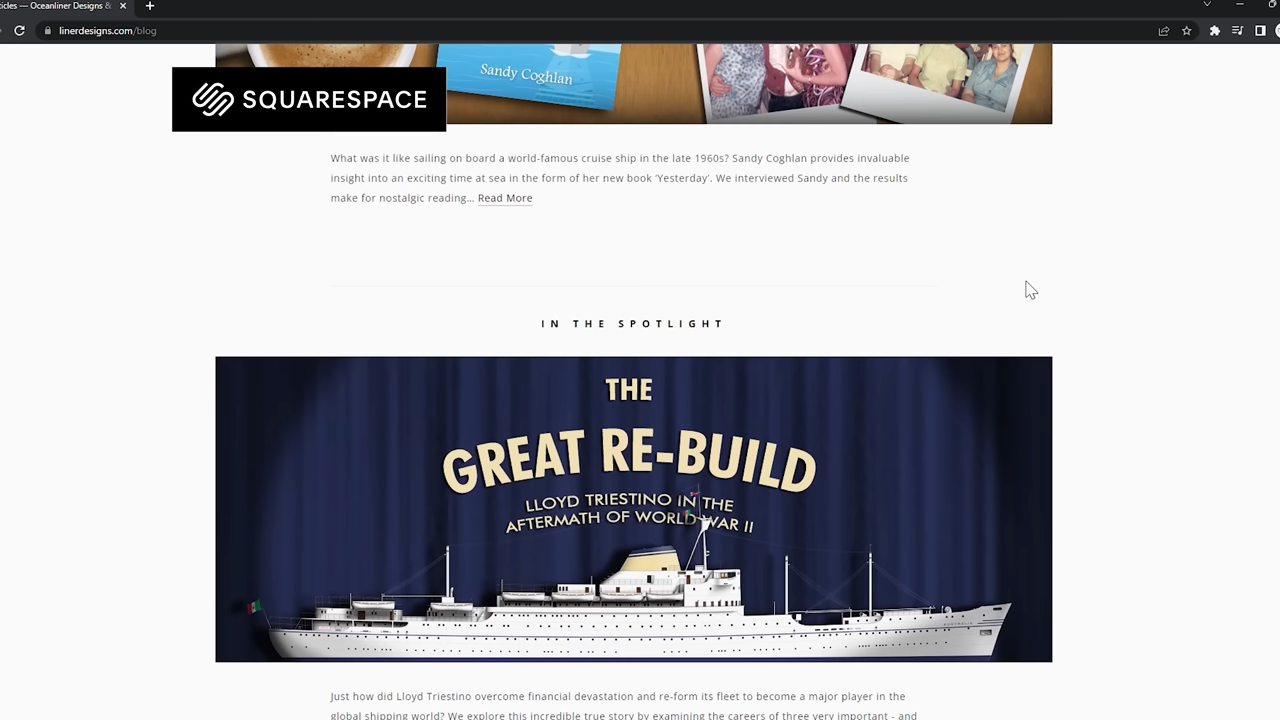 ticles — Oceanliner Designs &
linerdesigns.com/blog
Sandy Coghlan
SQUARESPACE
What was it like sailing on board a world-famous cruise ship in the late 1960s? Sandy Coghlan provides invaluable
insight into an exciting time at sea in the form of her new book 'Yesterday'. We interviewed Sandy and the results
make for nostalgic reading... Read More
IN THE SPOTLIGHT
THE
GREAT RE-BUILD
LLOYD TRIESTINO IN THE
AFTERMATH OF WORLD WAR II
AUSTRALIA
Just how did Lloyd Triestino overcome financial devastation and re-form its fleet to become a major player in the
global shipping world? We explore this incredible true story by examining the careers of three very important - and